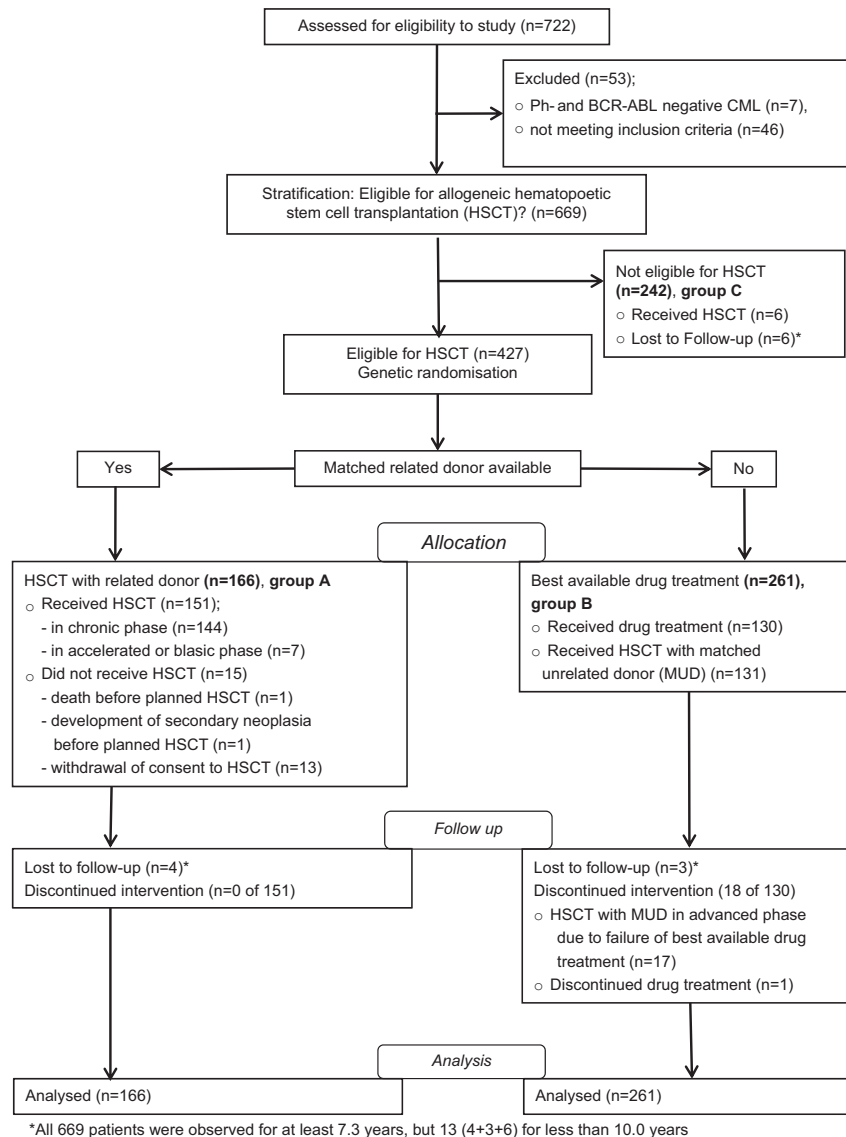 Assessed for eligibility to study (n=722)
Excluded (n=53);
○ Ph- and BCR-ABL negative CML (n=7),
○ not meeting inclusion criteria (n=46)
Stratification: Eligible for allogeneic hematopoetic
stem cell transplantation (HSCT)? (n=669)
Not eligible for HSCT
(n=242), group C
○ Received HSCT (n=6)
○ Lost to Follow-up (n=6)*
Eligible for HSCT (n=427)
Genetic randomisation
Yes
Matched related donor available
No
Allocation
HSCT with related donor (n=166), group A
○ Received HSCT (n=151);
- in chronic phase (n=144)
- in accelerated or blasic phase (n=7)
○ Did not receive HSCT (n=15)
- death before planned HSCT (n=1)
- development of secondary neoplasia
before planned HSCT (n=1)
- withdrawal of consent to HSCT (n=13)
Best available drug treatment (n=261),
group B
○ Received drug treatment (n=130)
○ Received HSCT with matched
unrelated donor (MUD) (n=131)
Follow up
Lost to follow-up (n=4)*
Discontinued intervention (n=0 of 151)
Lost to follow-up (n=3)*
Discontinued intervention (18 of 130)
○ HSCT with MUD in advanced phase
due to failure of best available drug
treatment (n=17)
○ Discontinued drug treatment (n=1)
Analysis
Analysed (n=166)
Analysed (n=261)
*All 669 patients were observed for at least 7.3 years, but 13 (4+3+6) for less than 10.0 years